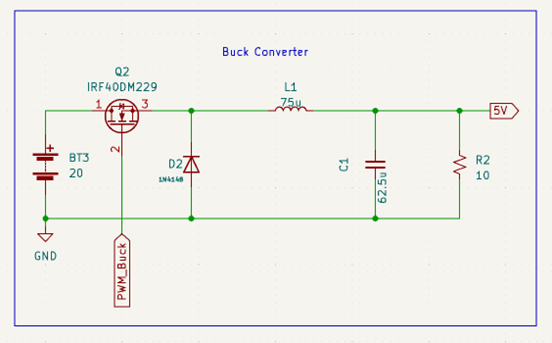 Buck Converter
Q2
IRF40DM229
1
3
2
L1
75u
5V
BT3
20
+
D2
1N4148
C1
62.5u
R2
10
GND
PWM_Buck